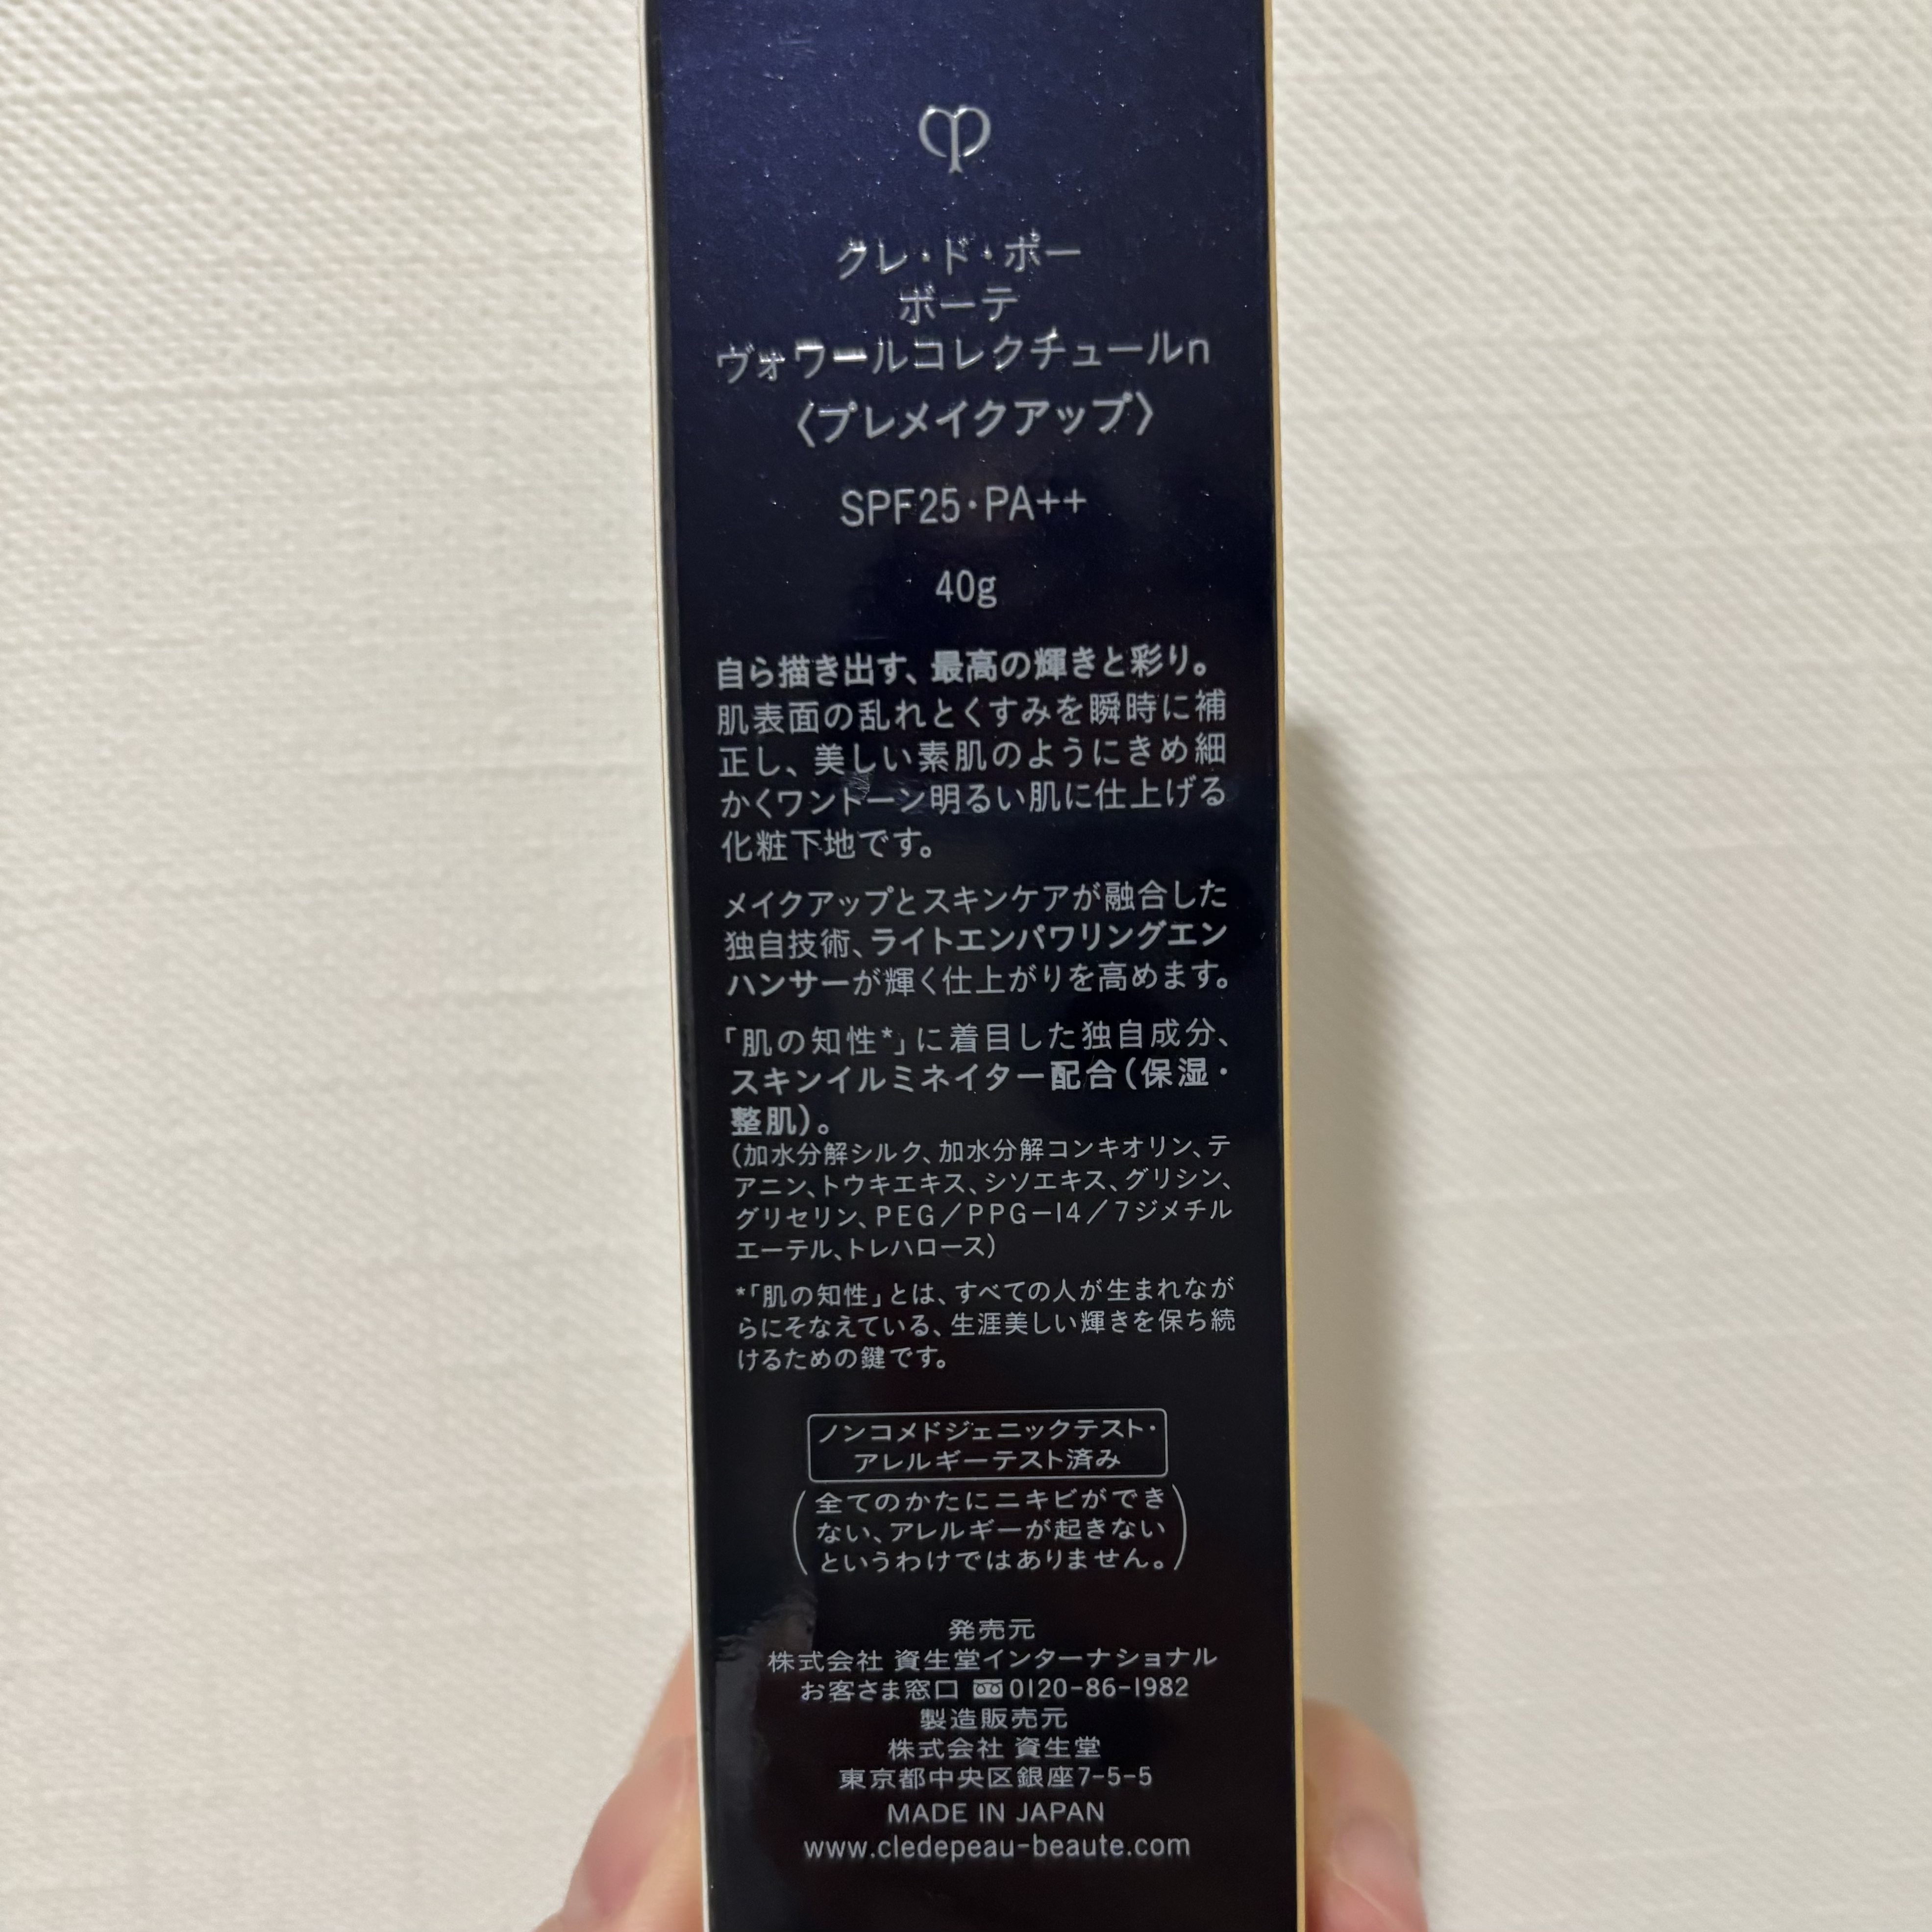 クレ・ド・ポー
ボーテ
ヴォワールコレクチュールn
〈プレメイクアップ〉
SPF25・PA++
40g
自ら描き出す、最高の輝きと彩り。
肌表面の乱れとくすみを瞬時に補
正し、美しい素肌のようにきめ細
かくワントーン明るい肌に仕上げる
化粧下地です。
メイクアップとスキンケアが融合した
独自技術、ライトエンパワリングエン
ハンサーが輝く仕上がりを高めます。
「肌の知性*」に着目した独自成分、
スキンイルミネイター配合(保湿・
整肌)。
(加水分解シルク、加水分解コンキオリン、テ
アニン、トウキエキス、シソエキス、グリシン、
グリセリン、PEG/PPG-14/7ジメチル
エーテル、トレハロース)
*「肌の知性」とは、すべての人が生まれなが
らにそなえている、生涯美しい輝きを保ち続
けるための鍵です。
ノンコメドジェニックテスト・
アレルギーテスト済み
(全てのかたにニキビができ
ない、アレルギーが起きない
というわけではありません。)
発売元
株式会社 資生堂インターナショナル
お客さま窓口 0120-86-1982
製造販売元
株式会社 資生堂
東京都中央区銀座7-5-5
MADE IN JAPAN
www.cledepeau-beaute.com